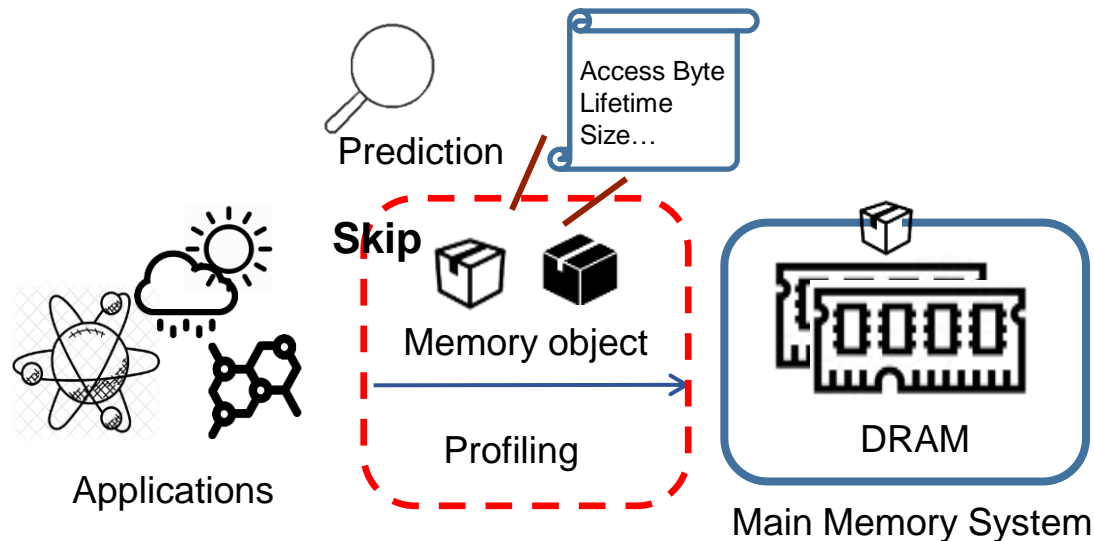 Access Byte
Lifetime
Size…
Prediction
Skip
Memory object
Profiling
Applications
DRAM
Main Memory System